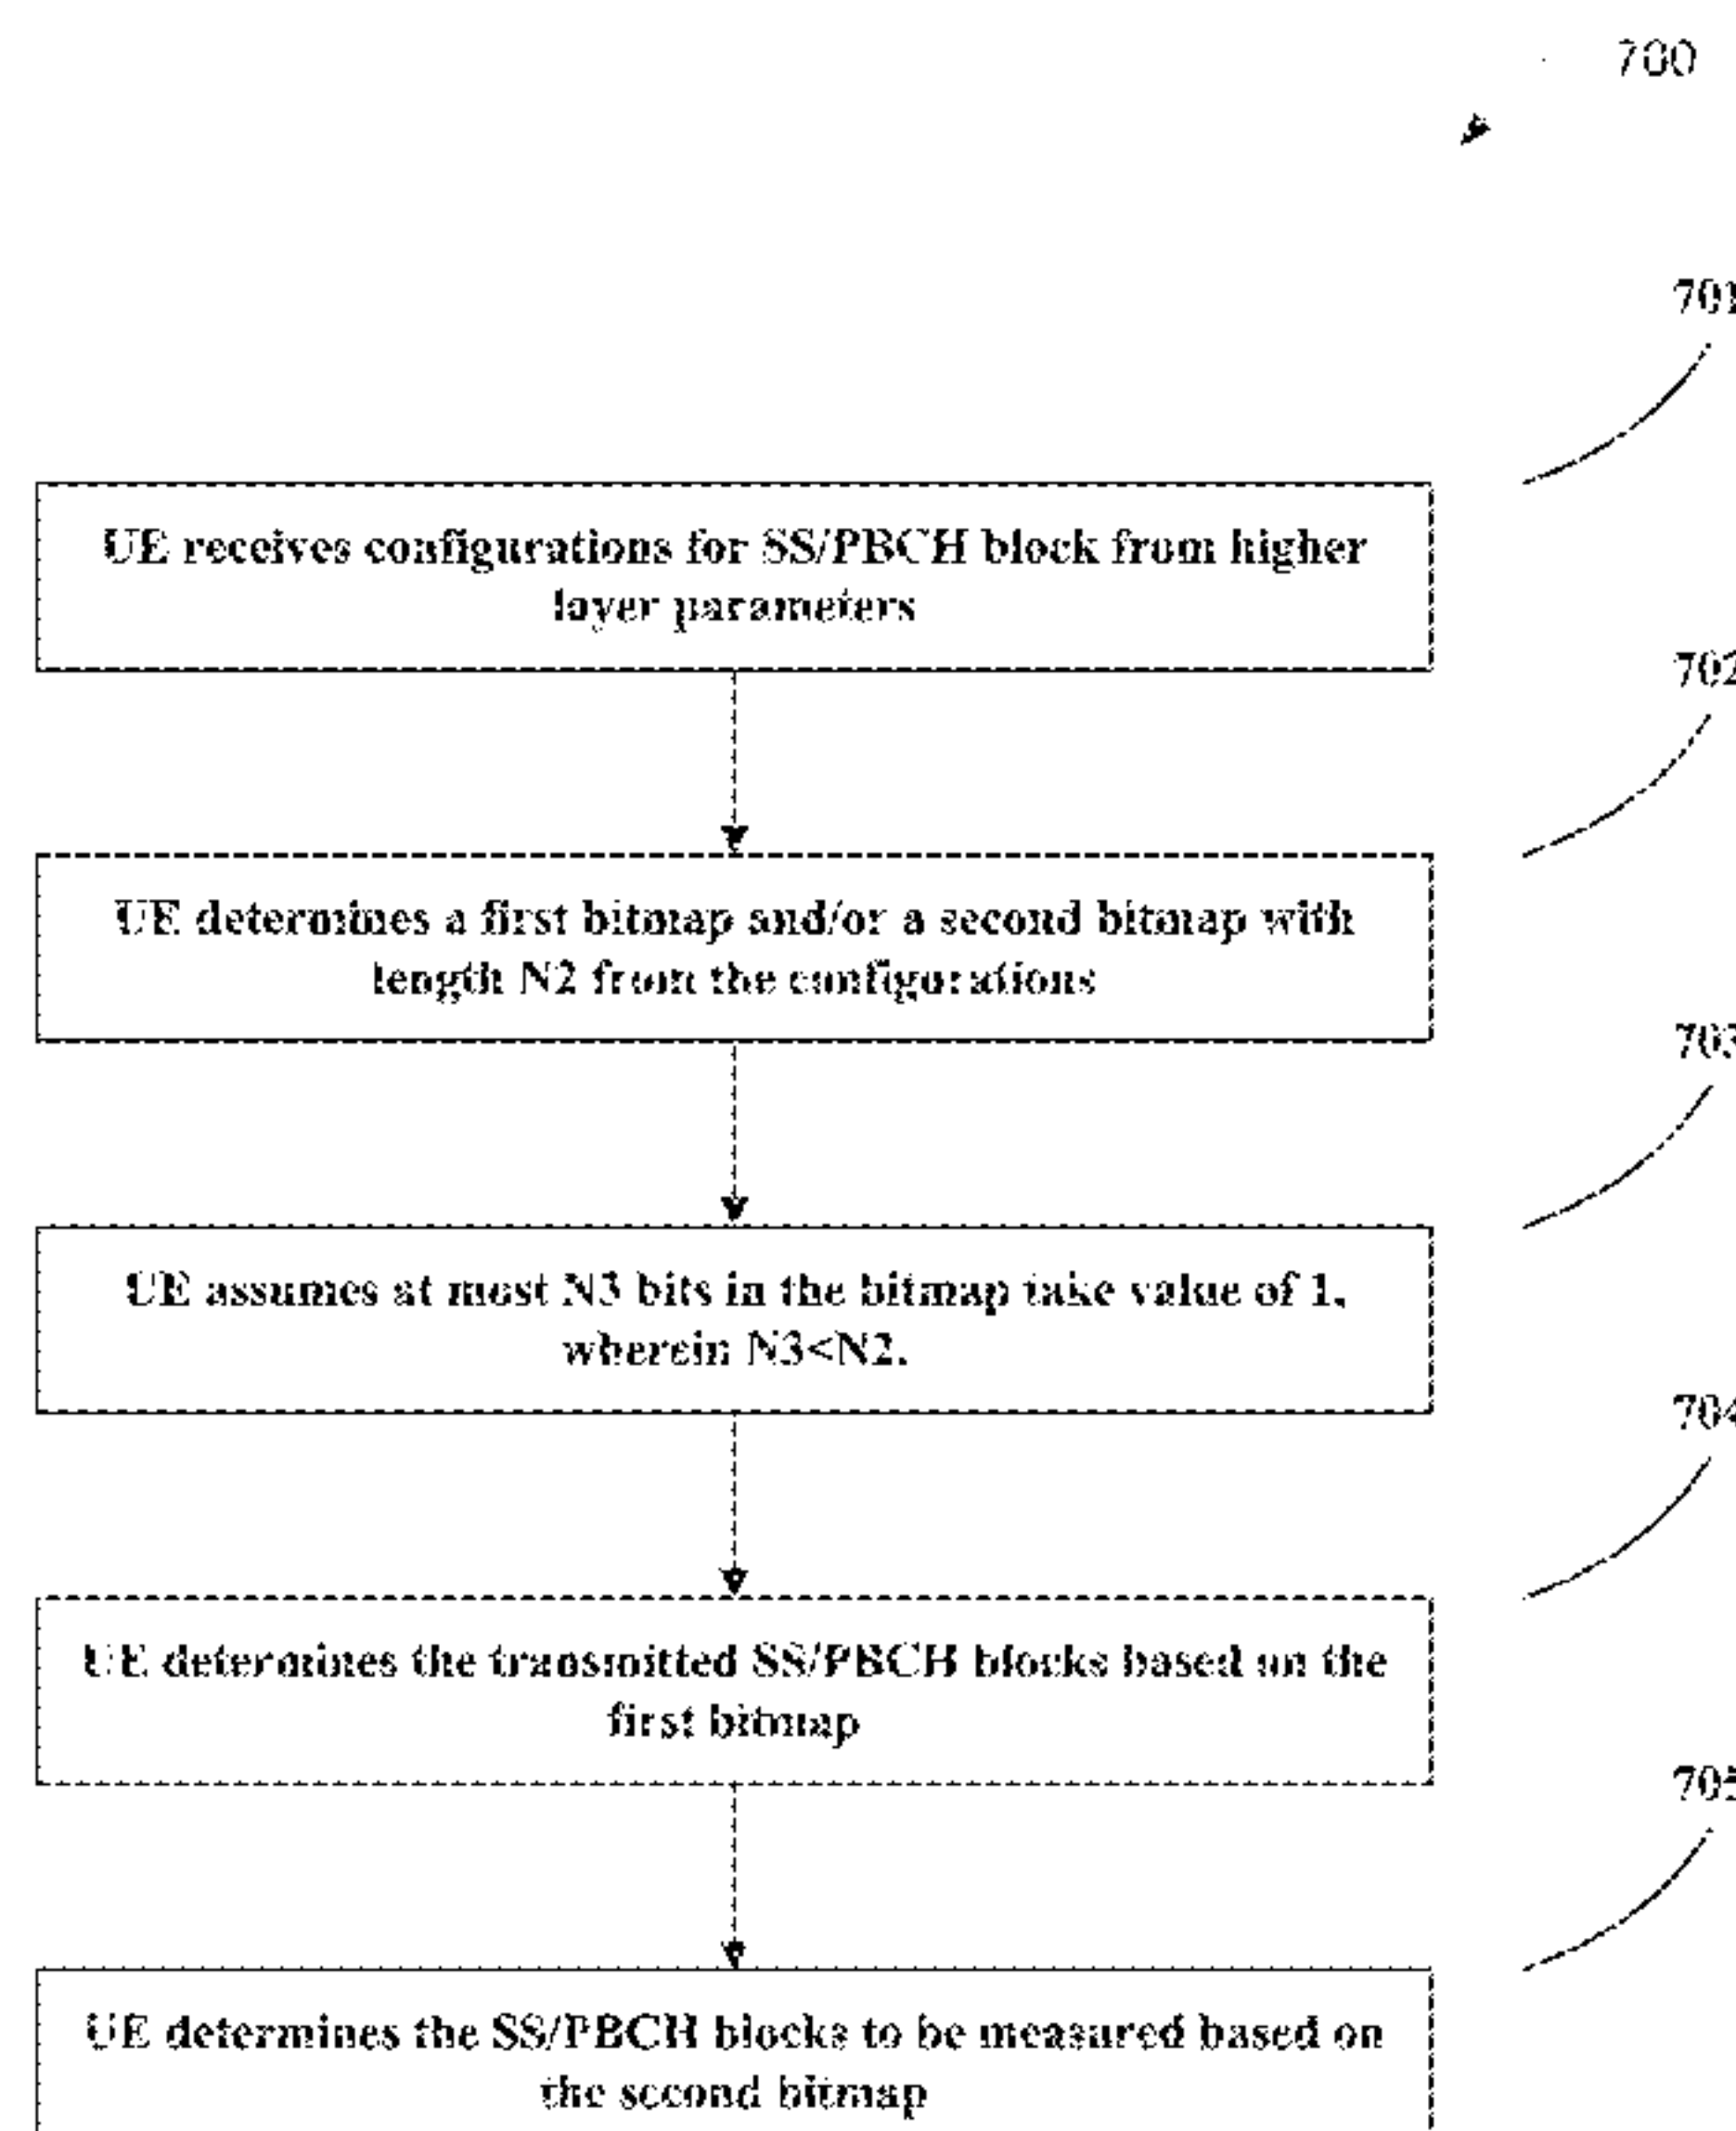 700
701
UE receives configurations for SS/PBCH block from higher
layer parameters
702
UE determines a first bitmap and/or a second bitmap with
length N2 from the configurations
703
UE assumes at most N3 bits in the bitmap take value of 1,
wherein N3<N2.
704
UE determines the transmitted SS/PBCH blocks based on the
first bitmap
705
UE determines the SS/PBCH blocks to be measured based on
the second bitmap